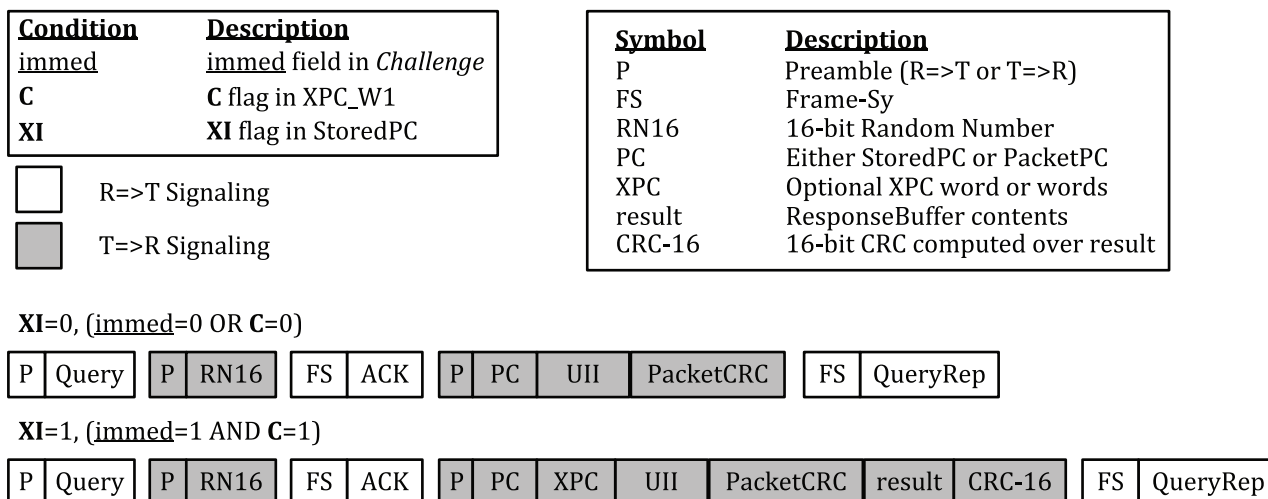 Condition Description
immed immed field in Challenge
C C flag in XPC_W1
XI XI flag in StoredPC
R=>T Signaling
T=>R Signaling
Symbol Description
P Preamble (R=>T or T=>R)
FS Frame-Sy
RN16 16-bit Random Number
PC Either StoredPC or PacketPC
XPC Optional XPC word or words
result ResponseBuffer contents
CRC-16 16-bit CRC computed over result
XI=0, (immed=0 OR C=0)
P Query P RN16 FS ACK P PC UII PacketCRC FS QueryRep
XI=1, (immed=1 AND C=1)
P Query P RN16 FS ACK P PC XPC UII PacketCRC result CRC-16 FS QueryRep